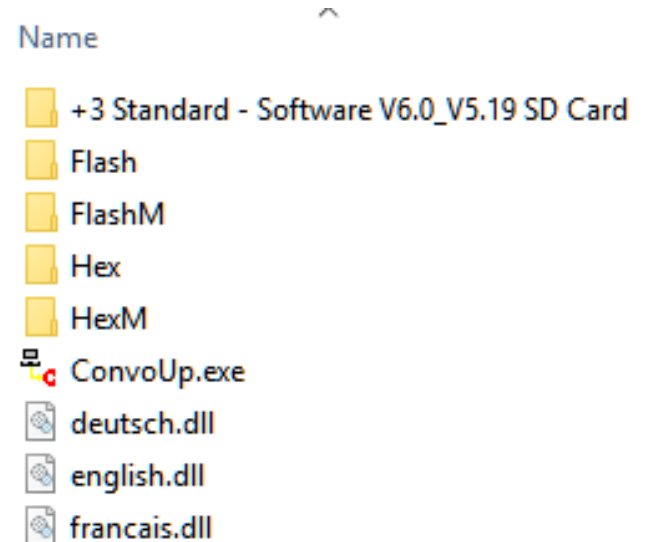 Name
+3 Standard - Software V6.0_V5.19 SD Card
Flash
FlashM
Hex
HexM
ConvoUp.exe
deutsch.dll
english.dll
francais.dll